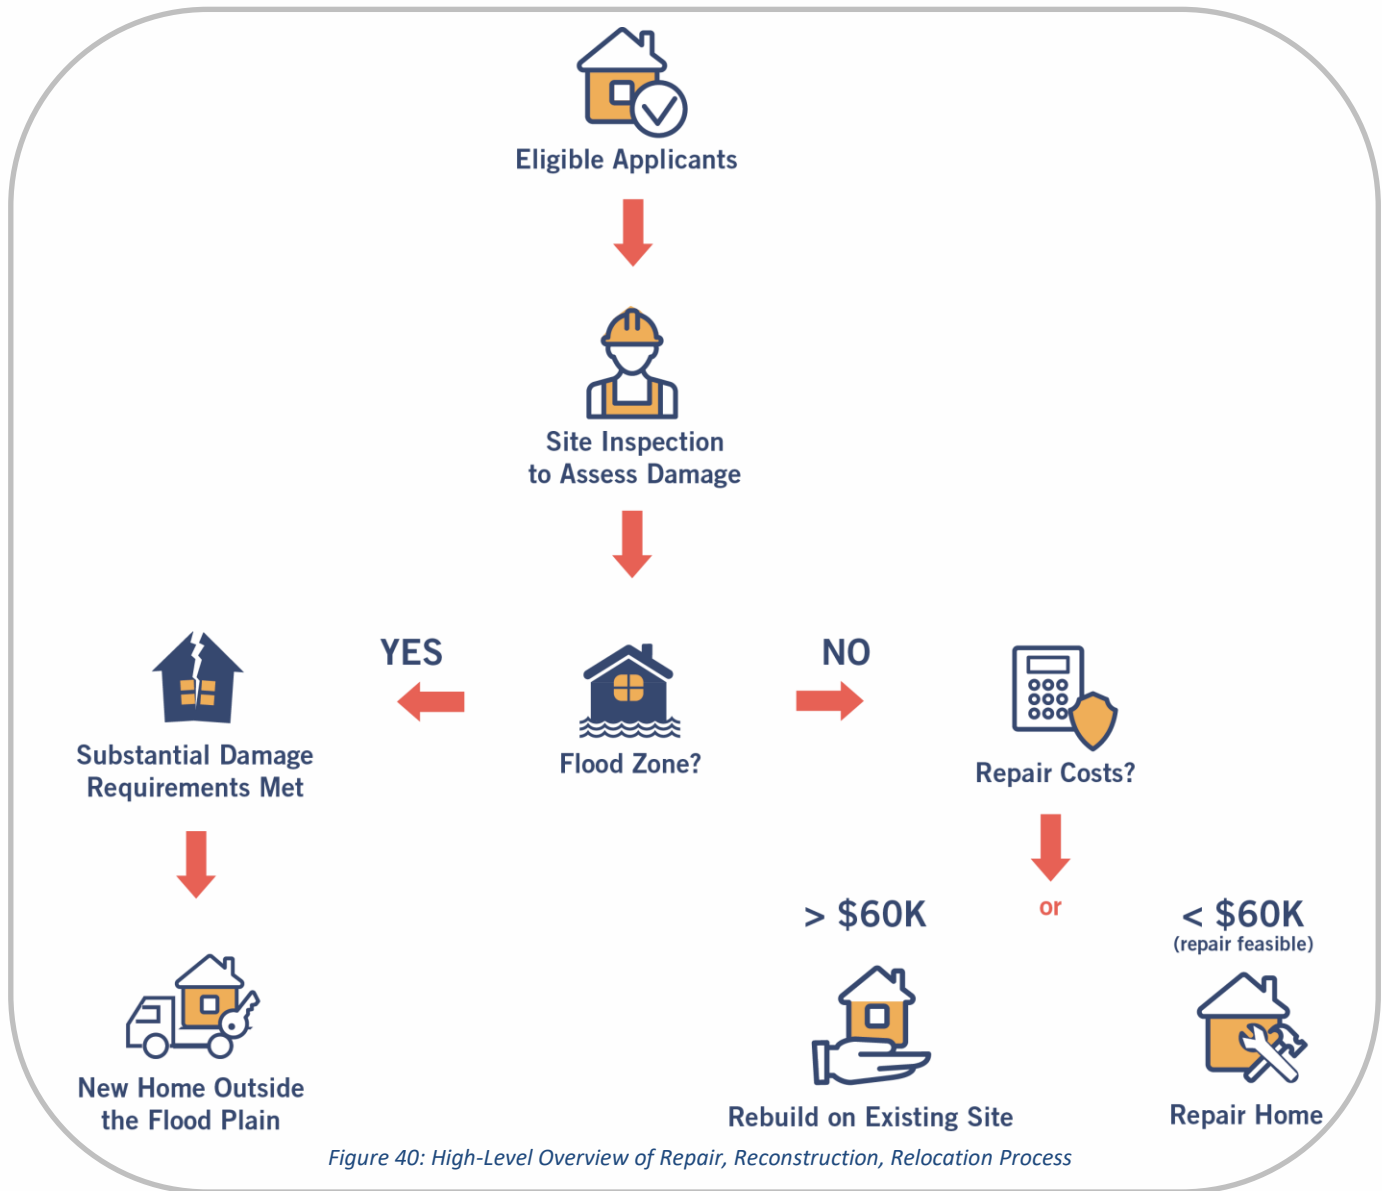 Eligible Applicants
Site Inspection
to Assess Damage
YES
NO
Substantial Damage
Requirements Met
Flood Zone?
Repair Costs?
or
> $60K
< $60K
(repair feasible)
New Home Outside
the Flood Plain
Rebuild on Existing Site
Repair Home
Figure 40: High-Level Overview of Repair, Reconstruction, Relocation Process